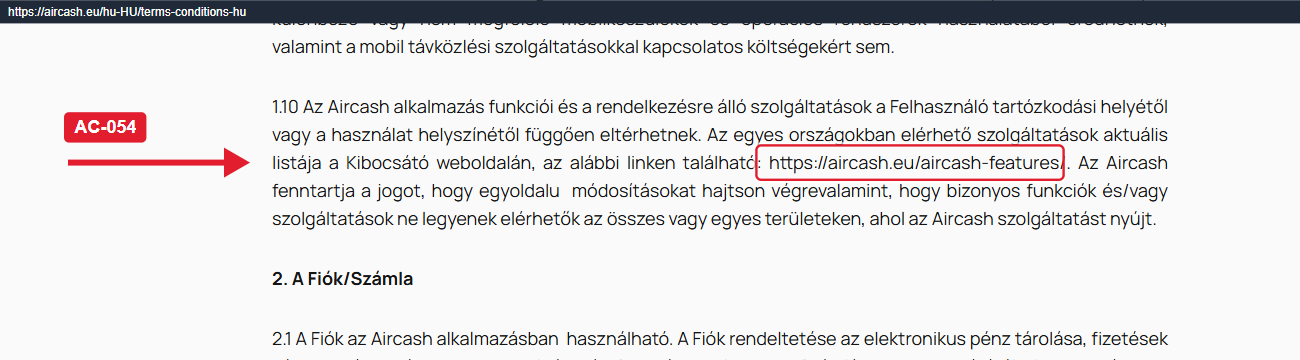 https://aircash.eu/hu-HU/terms-conditions-hu
valamint a mobil távközlési szolgáltatásokkal kapcsolatos költségekért sem.
1.10 Az Aircash alkalmazás funkciói és a rendelkezésre álló szolgáltatások a Felhasználó tartózkodási helyétől
AC-054
vagy a használat helyszínétől függően eltérhetnek. Az egyes országokban elérhető szolgáltatások aktuális
listája a Kibocsátó weboldalán, az alábbi linken található: https://aircash.eu/aircash-features/. Az Aircash
fenntartja a jogot, hogy egyoldalu  módosításokat hajtson végrevalamint, hogy bizonyos funkciók és/vagy
szolgáltatások ne legyenek elérhetők az összes vagy egyes területeken, ahol az Aircash szolgáltatást nyújt.
2. A Fiók/Számla
2.1 A Fiók az Aircash alkalmazásban  használható. A Fiók rendeltetése az elektronikus pénz tárolása, fizetések